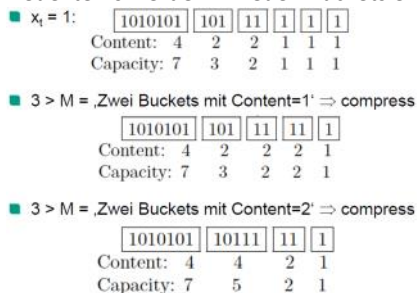 xₜ = 1:
1010101 101 11 1 1 1
Content: 4 2 2 1 1 1
Capacity: 7 3 2 1 1 1
3 > M = ‚Zwei Buckets mit Content=1‘ ⇒ compress
1010101 101 11 11 1
Content: 4 2 2 2 1
Capacity: 7 3 2 2 1
3 > M = ‚Zwei Buckets mit Content=2‘ ⇒ compress
1010101 10111 11 1
Content: 4 4 2 1
Capacity: 7 5 2 1